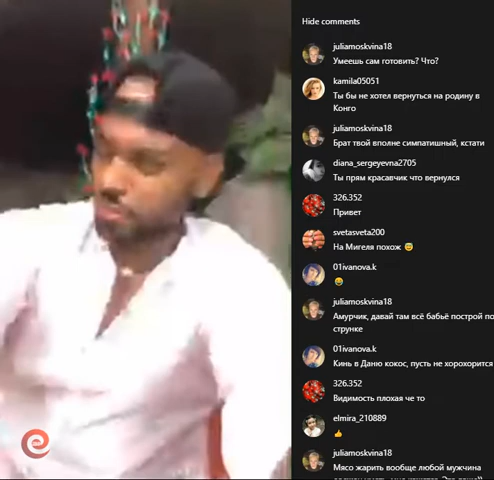 Hide comments
juliamoskvina18
Умеешь сам готовить? Что?
kamila05051
Ты бы не хотел вернуться на родину в
Конго
juliamoskvina18
Брат твой вполне симпатишный, кстати
diana_sergeyevna2705
Ты прям красавчик что вернулся
326.352
Привет
svetasveta200
На Мигеля похож 😅
01ivanova.k
😂
juliamoskvina18
Амурчик, давай там всё бабьё построй по
струнке
01ivanova.k
Кинь в Даню кокос, пусть не хорохорится
326.352
Видимость плохая че то
elmira_210889
👍
juliamoskvina18
Мясо жарить вообще любой мужчина